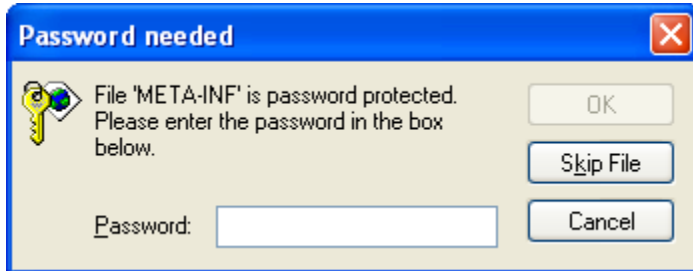 Password needed
File 'META-INF' is password protected.
Please enter the password in the box
below.
OK
Skip File
Password:
Cancel